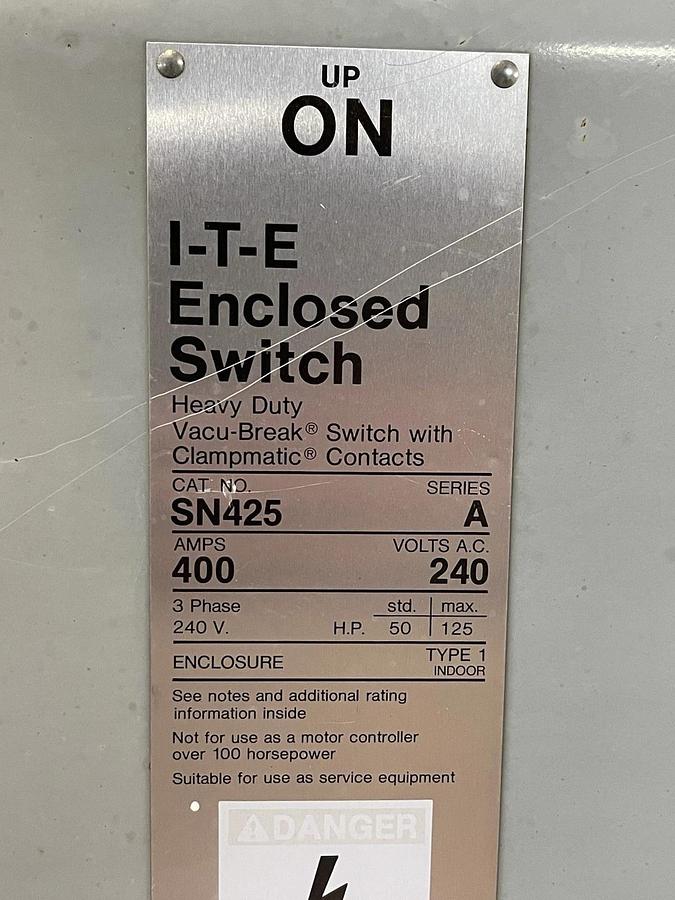 UP
ON
I-T-E
Enclosed
Switch
Heavy Duty
Vacu-Break® Switch with
Clampmatic® Contacts
CAT. NO. SERIES
SN425 A
AMPS VOLTS A.C.
400 240
3 Phase std. max.
240 V. H.P. 50 125
ENCLOSURE TYPE 1
INDOOR
See notes and additional rating
information inside
Not for use as a motor controller
over 100 horsepower
Suitable for use as service equipment
DANGER